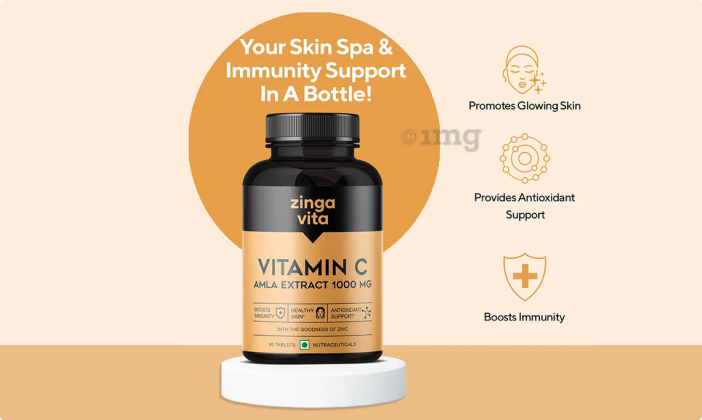 Your Skin Spa &
Immunity Support
In A Bottle!
©1mg
zinga
vita
VITAMIN C
AMLA EXTRACT 1000 MG
BOOSTS
IMMUNITY
HEALTHY
SKIN*
ANTIOXIDANT
SUPPORT*
WITH THE GOODNESS OF ZINC
TABLETS
NUTRACEUTICALS
Promotes Glowing Skin
Provides Antioxidant
Support
Boosts Immunity